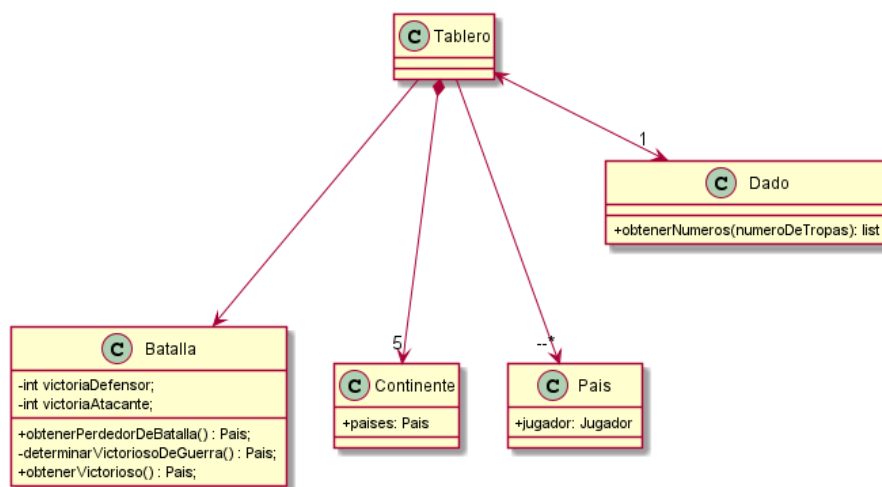 C Tablero
1
C Dado
+obtenerNumeros(numeroDeTropas): list
C Batalla
-int victoriaDefensor;
-int victoriaAtacante;
+obtenerPerdedorDeBatalla() : Pais;
-determinarVictoriosoDeGuerra() : Pais;
+obtenerVictorioso() : Pais;
5
C Continente
+paises: Pais
--*
C Pais
+jugador: Jugador